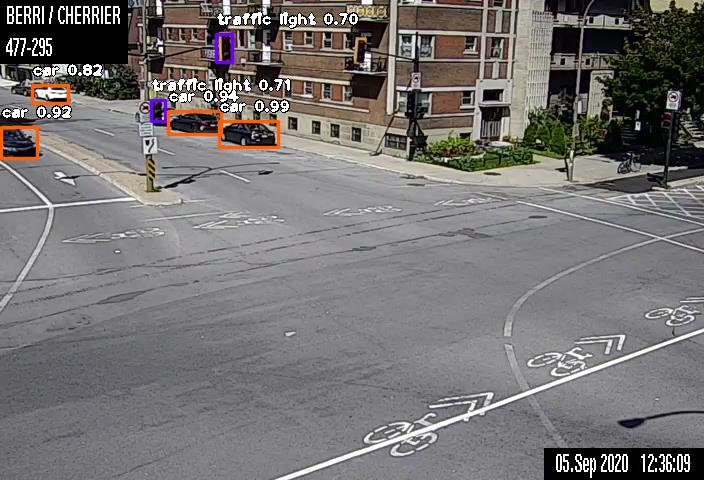 BERRI / CHERRIER
477-295
traffic light 0.70
car 0.82
traffic light 0.71
car 0.99
car 0.92
05.Sep 2020 12:36:09